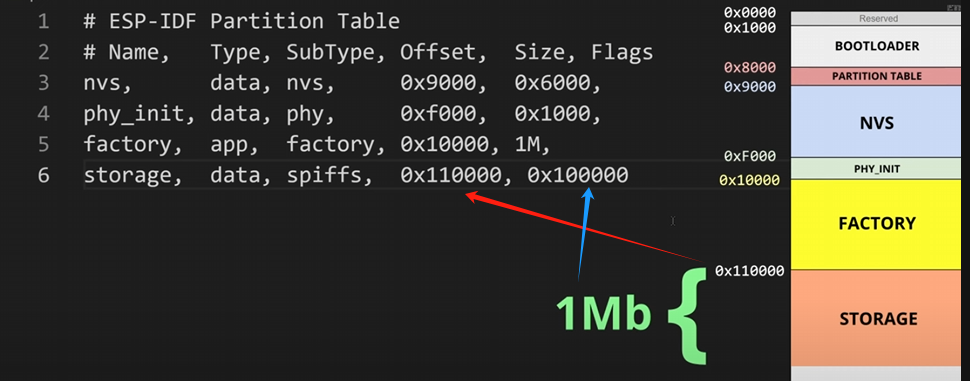 1 # ESP-IDF Partition Table
2 # Name, Type, SubType, Offset, Size, Flags
3 nvs, data, nvs, 0x9000, 0x6000,
4 phy_init, data, phy, 0xf000, 0x1000,
5 factory, app, factory, 0x10000, 1M,
6 storage, data, spiffs, 0x110000, 0x100000
1Mb {
0x0000
Reserved
0x1000
BOOTLOADER
0x8000
PARTITION TABLE
0x9000
NVS
0xF000
PHY_INIT
0x10000
FACTORY
0x110000
STORAGE